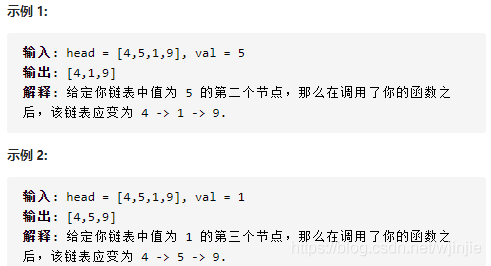 示例 1:
输入: head = [4,5,1,9], val = 5
输出: [4,1,9]
解释: 给定你链表中值为 5 的第二个节点，那么在调用了你的函数之
后，该链表应变为 4 -> 1 -> 9.
示例 2:
输入: head = [4,5,1,9], val = 1
输出: [4,5,9]
解释: 给定你链表中值为 1 的第三个节点，那么在调用了你的函数之
后，该链表应变为 4 -> 5 -> 9.
https://blog.csdn.net/wjinjie